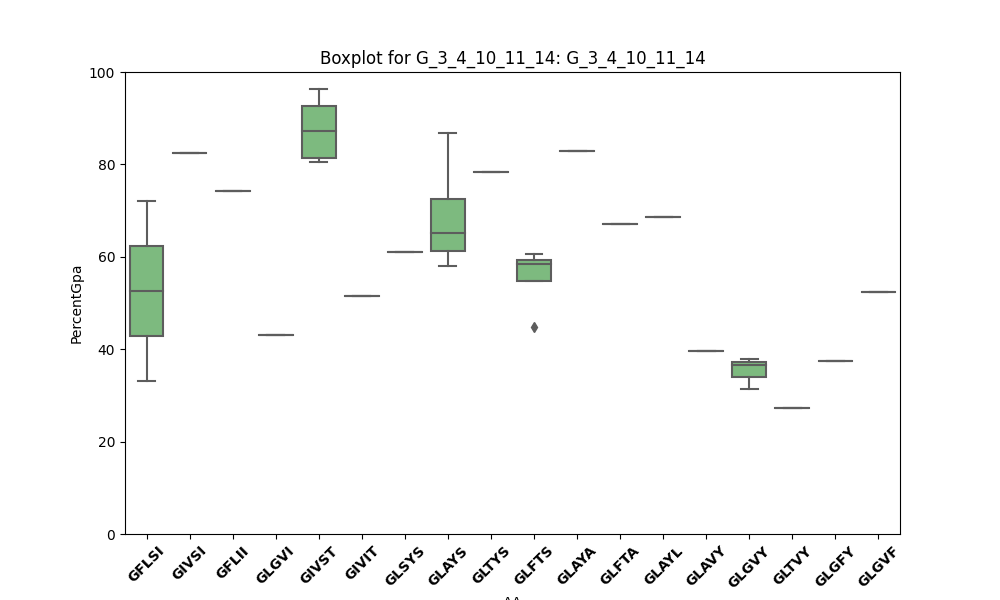 Boxplot for G_3_4_10_11_14: G_3_4_10_11_14
100
80
60
40
20
0
PercentGpa
GFLSI
GIVSI
GFLII
GLGVI
GIVST
GIVIT
GLSYS
GLAYS
GLTYS
GLFTS
GLAYA
GLFTA
GLAYL
GLAVY
GLGVY
GLTVY
GLGFY
GLGVF